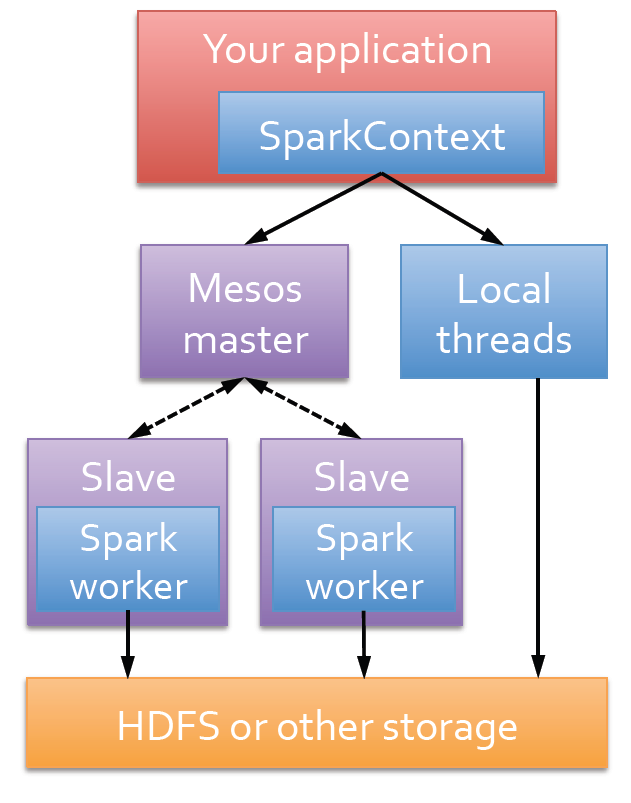 Your application
SparkContext
Mesos
master
Local
threads
Slave
Spark
worker
Slave
Spark
worker
HDFS or other storage